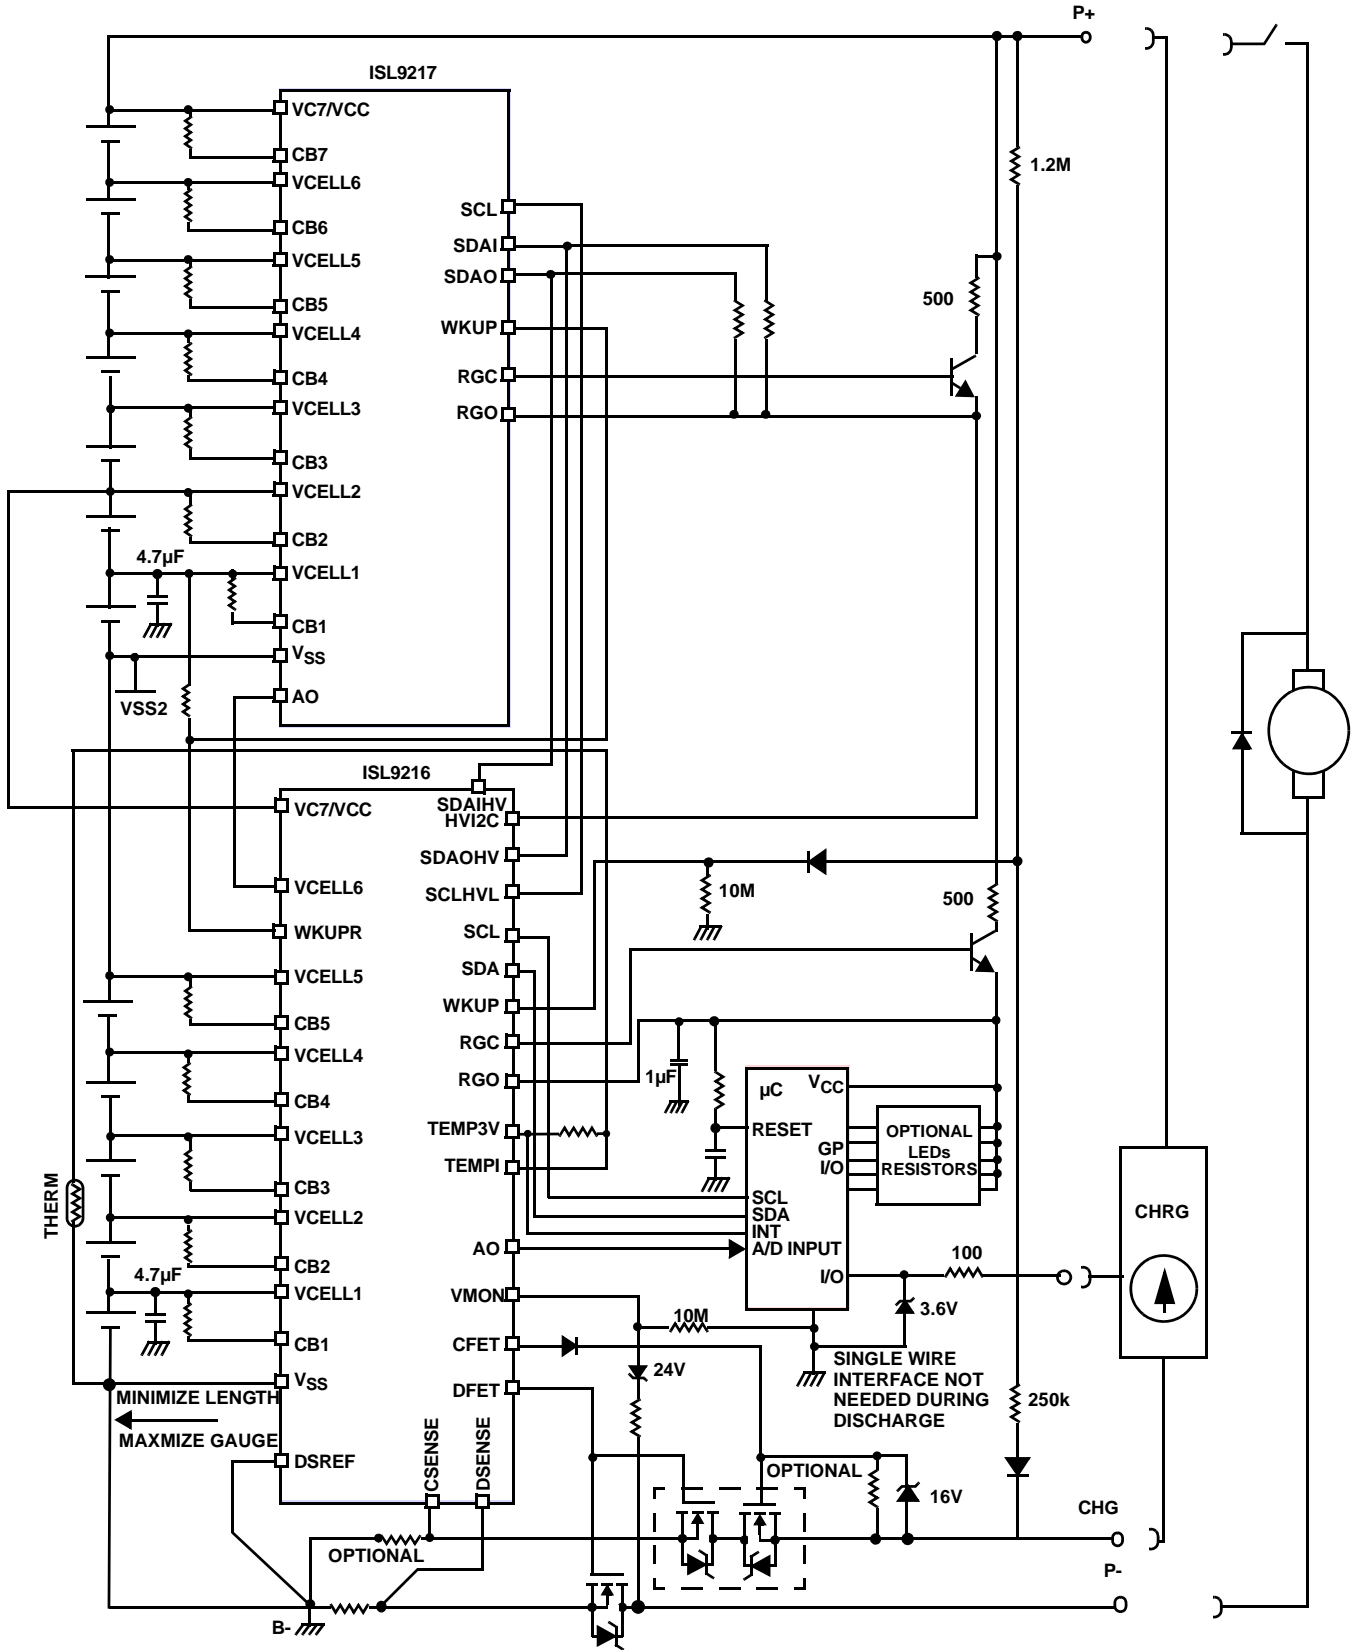 P+
ISL9217
VC7/VCC
CB7
VCELL6
CB6
VCELL5
CB5
VCELL4
CB4
VCELL3
CB3
VCELL2
CB2
4.7µF
VCELL1
CB1
VSS
VSS2
AO
SCL
SDAI
SDAO
WKUP
RGC
RGO
500
1.2M
ISL9216
VC7/VCC
VCELL6
WKUPR
VCELL5
CB5
VCELL4
CB4
VCELL3
CB3
VCELL2
CB2
4.7µF
VCELL1
CB1
VSS
DSREF
THERM
MINIMIZE LENGTH
MAXMIZE GAUGE
SDAIHV
HVI2C
SDAOHV
SCLHVL
SCL
SDA
WKUP
RGC
RGO
TEMP3V
TEMPI
AO
VMON
CFET
DFET
CSENSE
DSENSE
10M
500
1µF
µC
VCC
RESET
GP
I/O
SCL
SDA
INT
A/D INPUT
I/O
OPTIONAL
LEDs
RESISTORS
100
3.6V
10M
24V
SINGLE WIRE
INTERFACE NOT
NEEDED DURING
DISCHARGE
250k
CHRG
OPTIONAL
16V
CHG
OPTIONAL
P-
B-